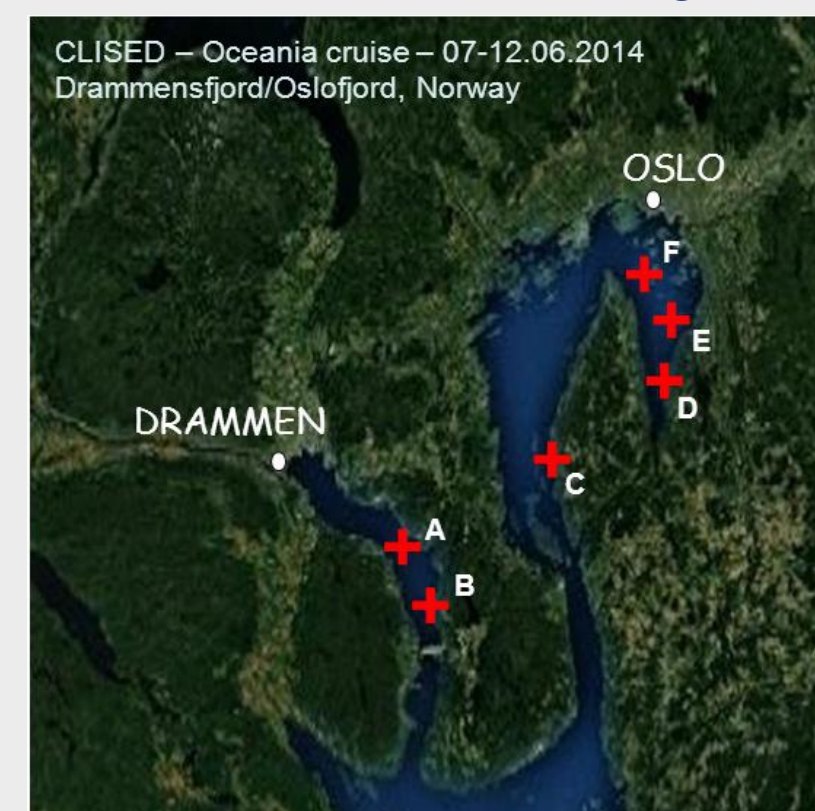 CLISED – Oceania cruise – 07-12.06.2014
Drammensfjord/Oslofjord, Norway
OSLO
F
E
D
DRAMMEN
C
A
B